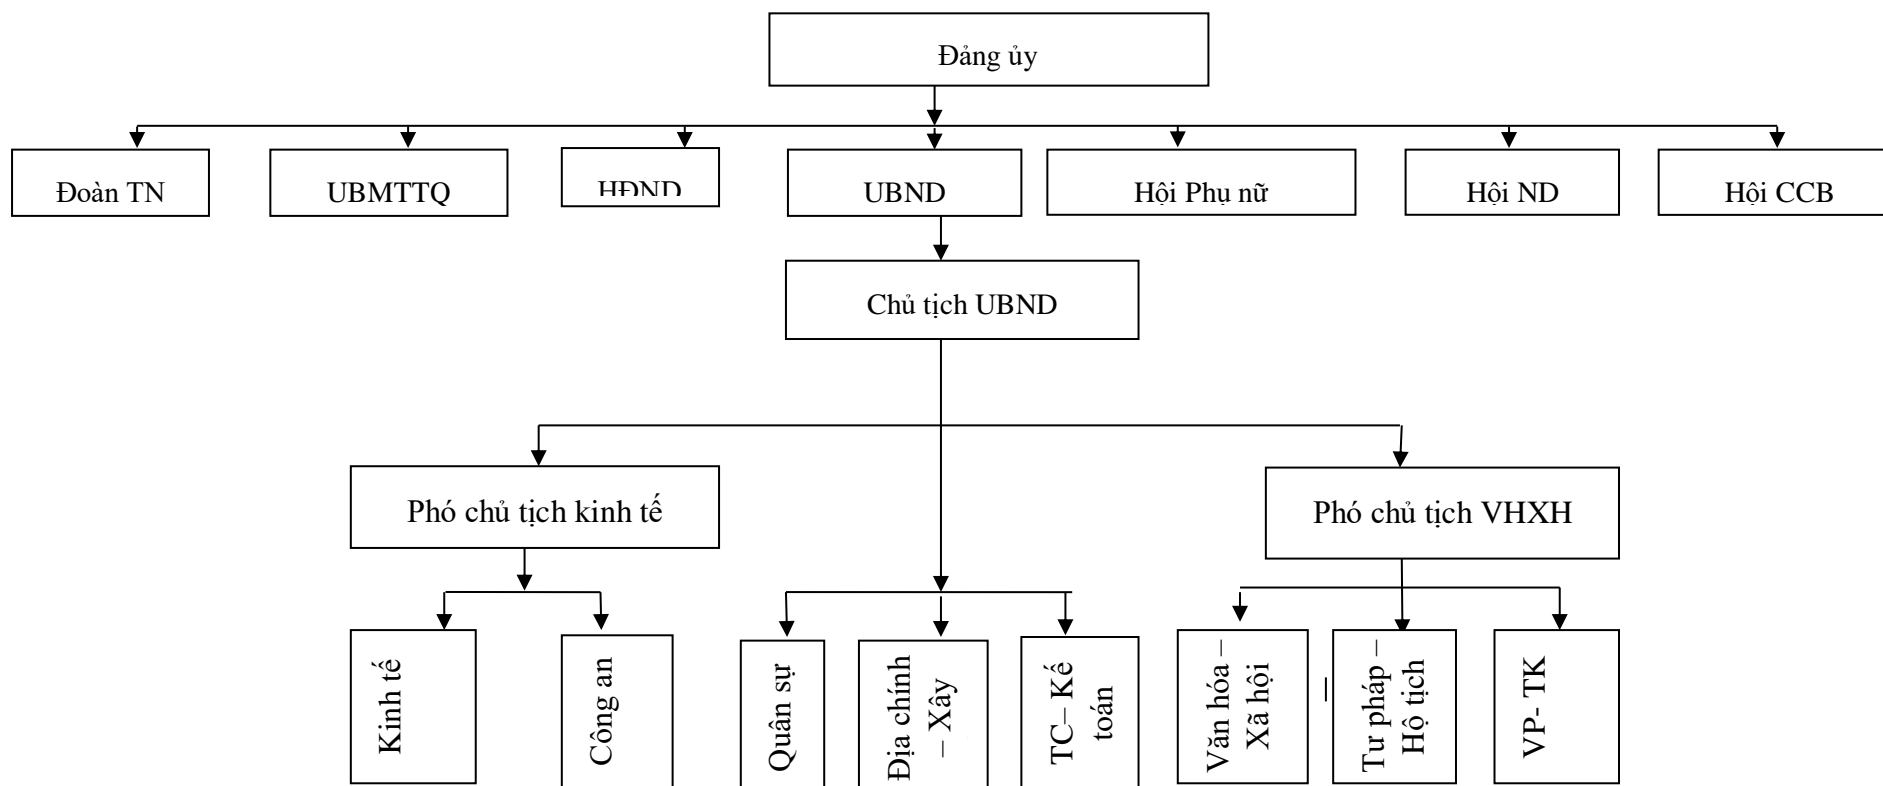 Đảng ủy
Đoàn TN
UBMTTQ
HĐND
UBND
Hội Phụ nữ
Hội ND
Hội CCB
Chủ tịch UBND
Phó chủ tịch kinh tế
Phó chủ tịch VHXH
Kinh tế
Công an
Quân sự
Địa chính
– Xây
TC– Kế
toán
Văn hóa –
Xã hội
–
Tư pháp –
Hộ tịch
VP- TK